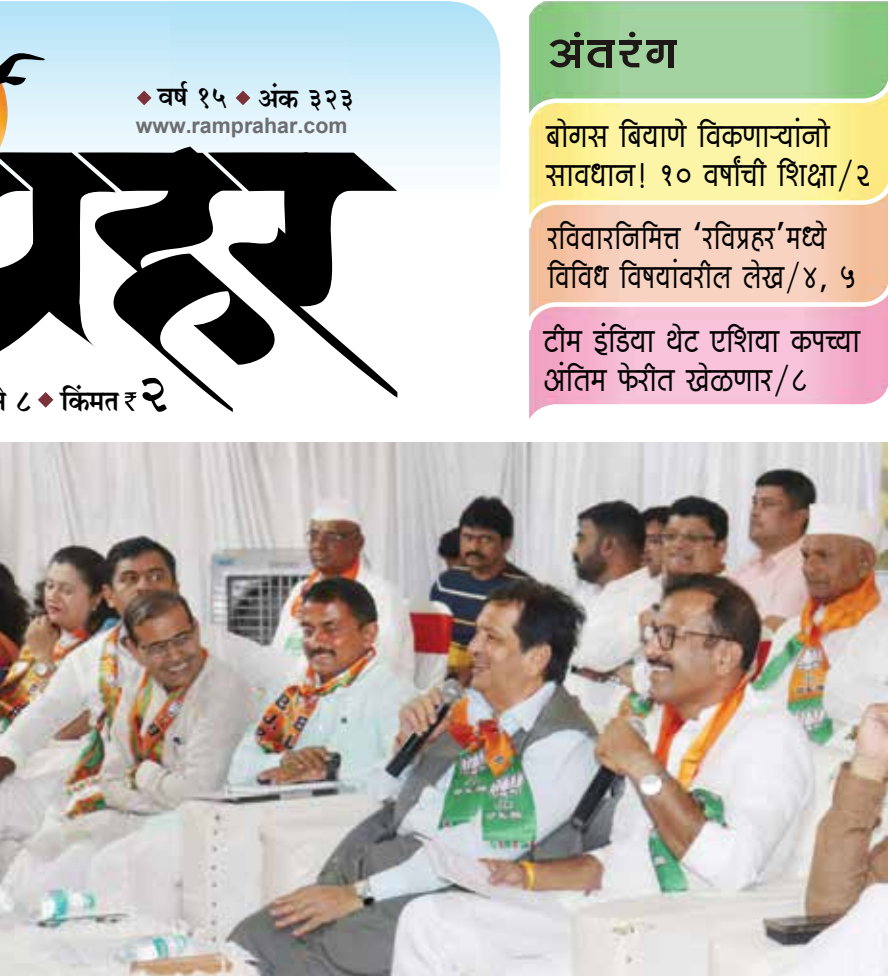 ◆ वर्ष १५ ◆ अंक ३२३
www.ramprahar.com
प्रहर
८ ◆ किंमत ₹ २
अंतरंग
बोगस बियाणे विकणाऱ्यांनो
सावधान! १० वर्षांची शिक्षा/२
रविवारनिमित्त ‘रविप्रहर’मध्ये
विविध विषयांवरील लेख/४, ५
टीम इंडिया थेट एशिया कपच्या
अंतिम फेरीत खेळणार/८